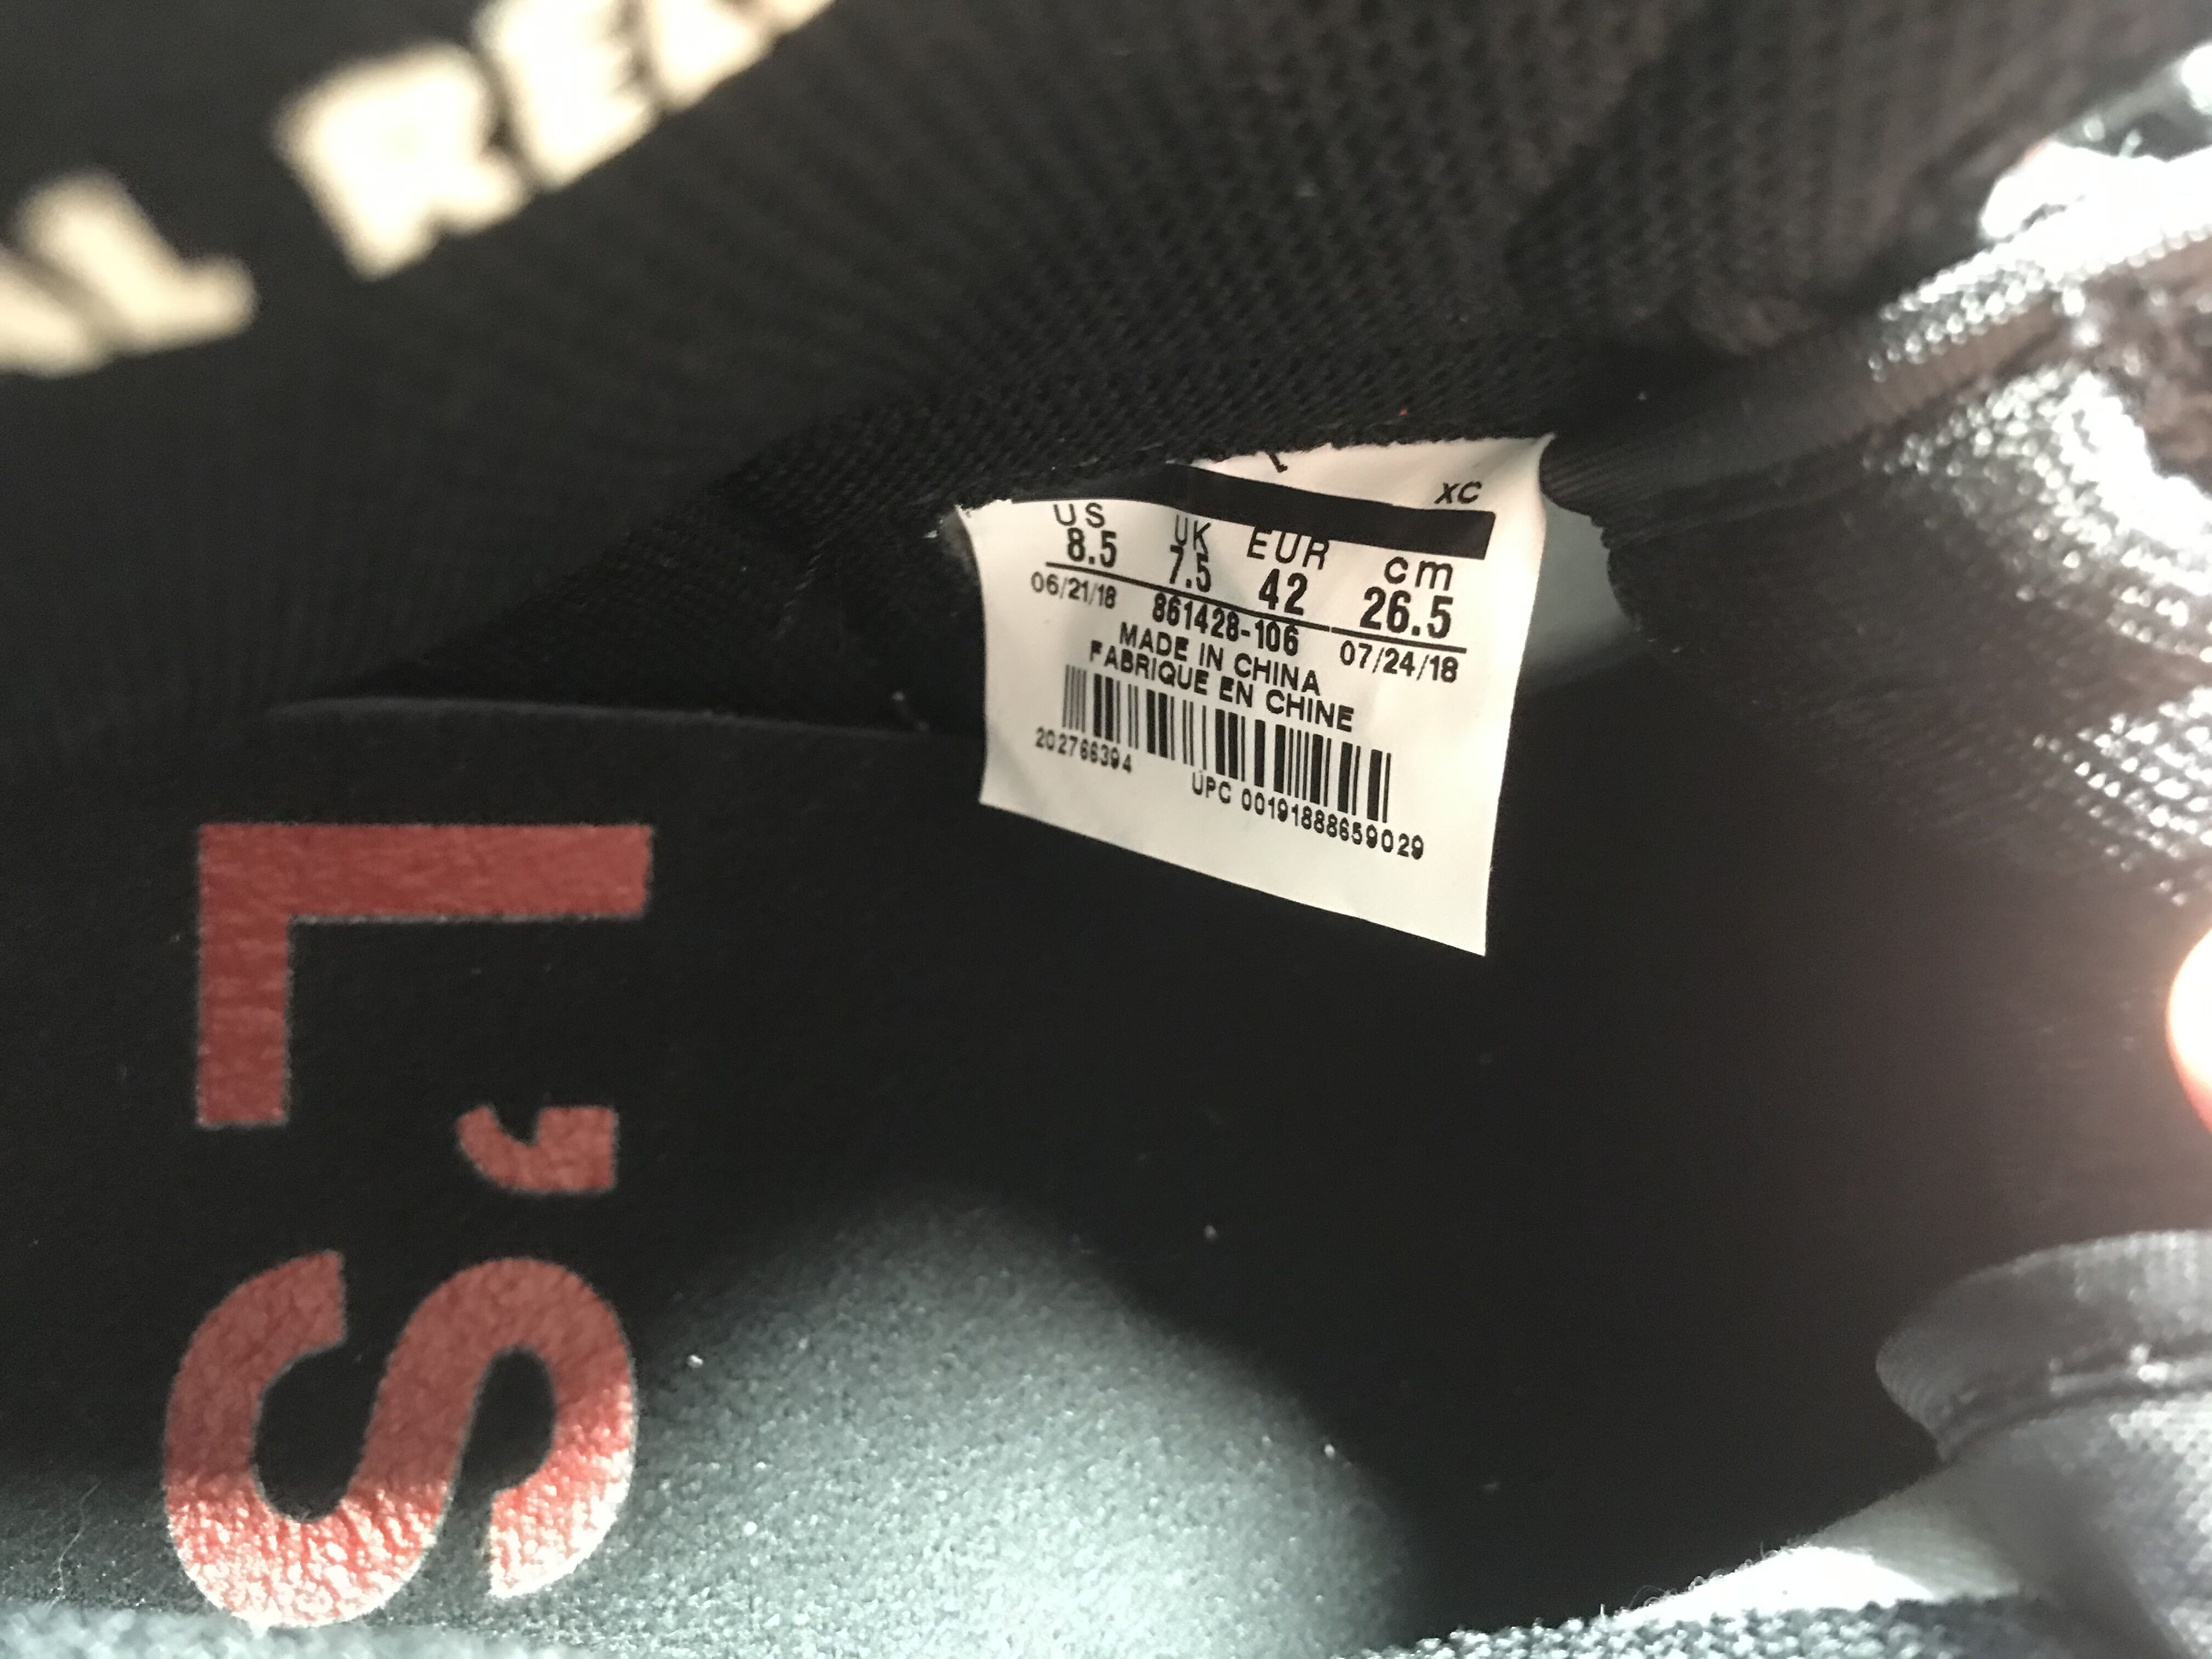 XC
US UK EUR cm
8.5 7.5 42 26.5
06/21/18 861428-106 07/24/18
MADE IN CHINA
FABRIQUE EN CHINE
202766394
UPC 00191888659029
L's